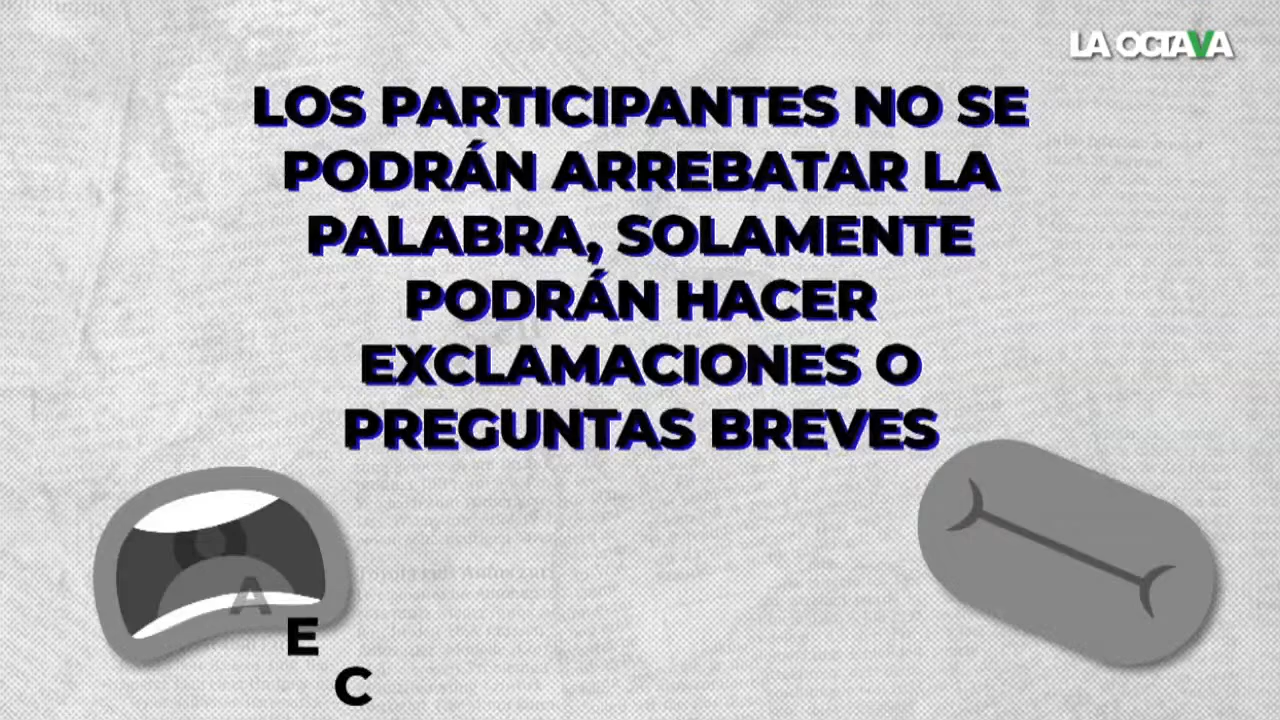 LA OCTAVA
LOS PARTICIPANTES NO SE
PODRÁN ARREBATAR LA
PALABRA, SOLAMENTE
PODRÁN HACER
EXCLAMACIONES O
PREGUNTAS BREVES
A
E
C